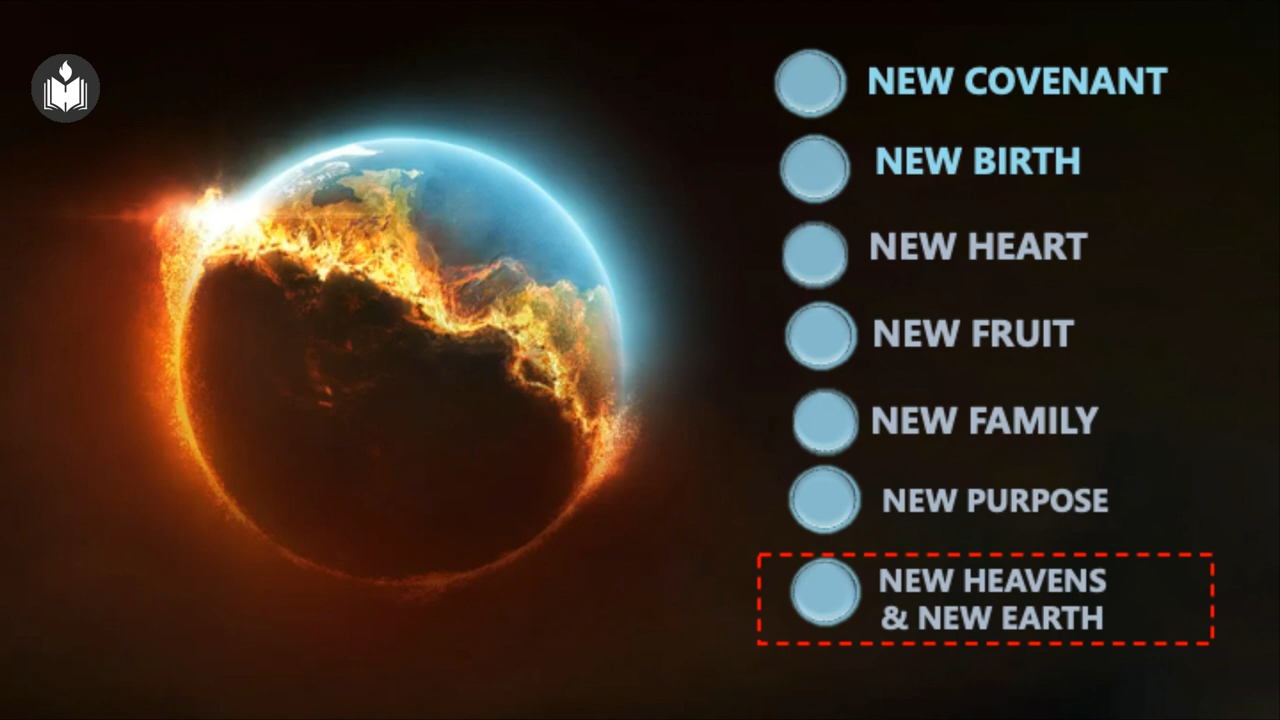 NEW COVENANT
NEW BIRTH
NEW HEART
NEW FRUIT
NEW FAMILY
NEW PURPOSE
NEW HEAVENS
& NEW EARTH